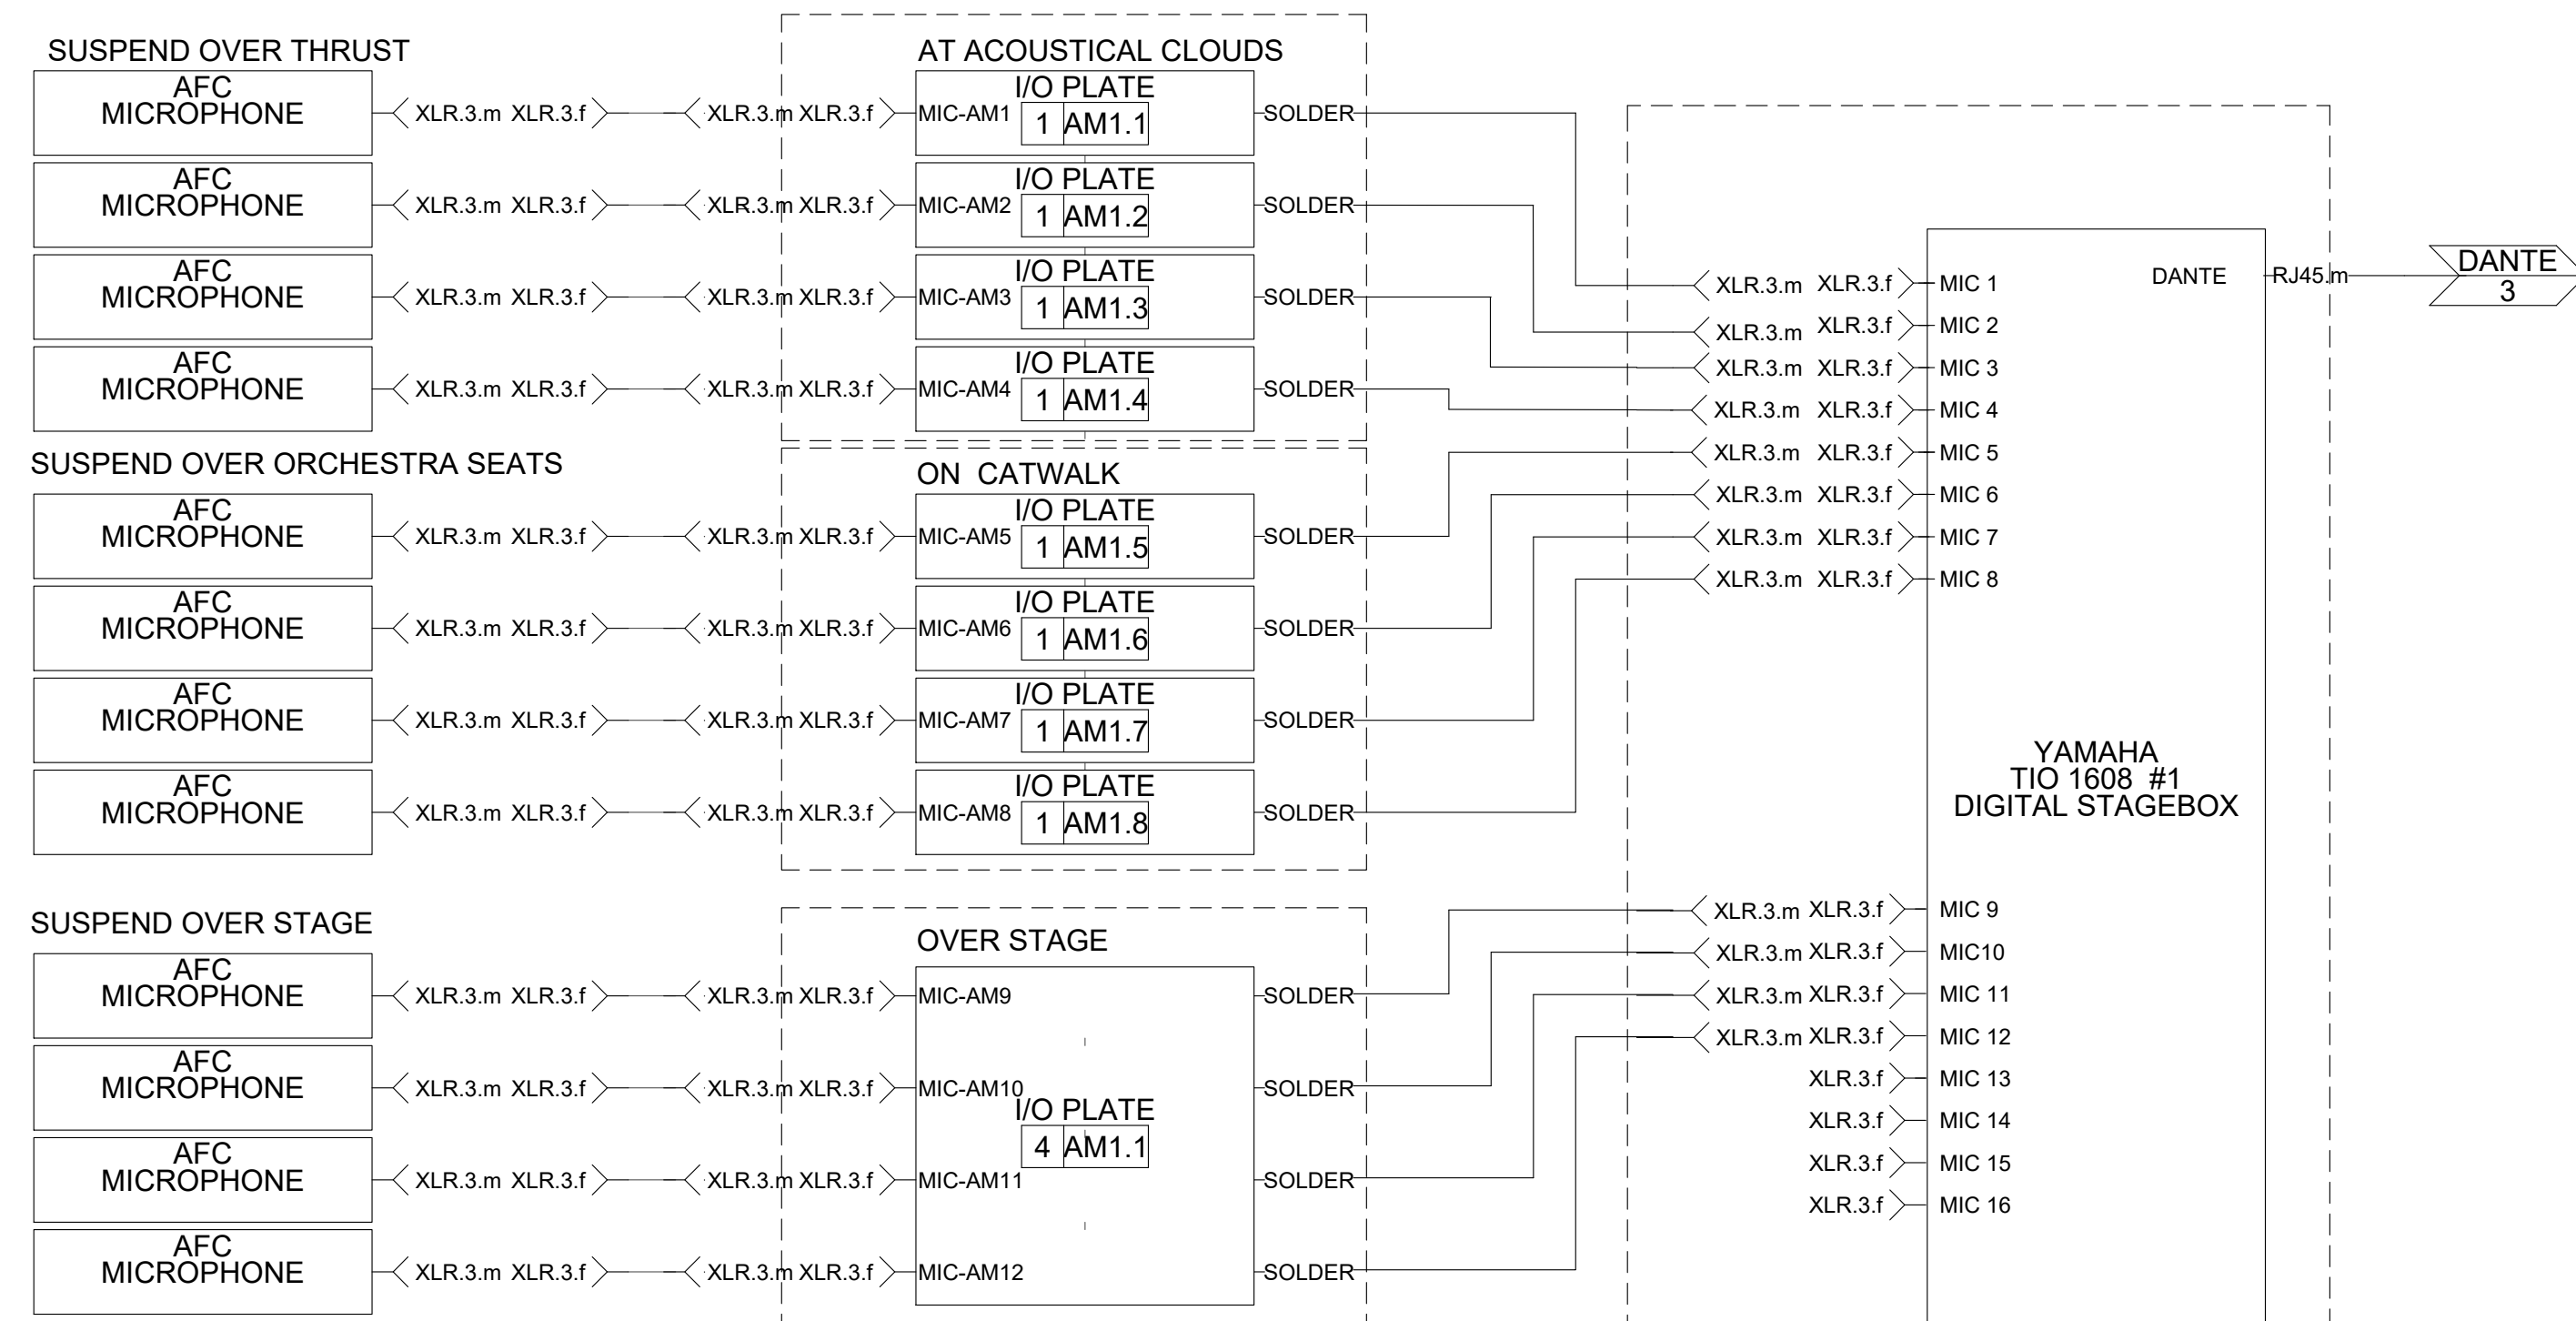 SUSPEND OVER THRUST
AT ACOUSTICAL CLOUDS
AFC
MICROPHONE
XLR.3.m XLR.3.f XLR.3.m XLR.3.f MIC-AM1
I/O PLATE
1 AM1.1
SOLDER
AFC
MICROPHONE
XLR.3.m XLR.3.f XLR.3.m XLR.3.f MIC-AM2
I/O PLATE
1 AM1.2
SOLDER
AFC
MICROPHONE
XLR.3.m XLR.3.f XLR.3.m XLR.3.f MIC-AM3
I/O PLATE
1 AM1.3
SOLDER
AFC
MICROPHONE
XLR.3.m XLR.3.f XLR.3.m XLR.3.f MIC-AM4
I/O PLATE
1 AM1.4
SOLDER
SUSPEND OVER ORCHESTRA SEATS
ON CATWALK
AFC
MICROPHONE
XLR.3.m XLR.3.f XLR.3.m XLR.3.f MIC-AM5
I/O PLATE
1 AM1.5
SOLDER
AFC
MICROPHONE
XLR.3.m XLR.3.f XLR.3.m XLR.3.f MIC-AM6
I/O PLATE
1 AM1.6
SOLDER
AFC
MICROPHONE
XLR.3.m XLR.3.f XLR.3.m XLR.3.f MIC-AM7
I/O PLATE
1 AM1.7
SOLDER
AFC
MICROPHONE
XLR.3.m XLR.3.f XLR.3.m XLR.3.f MIC-AM8
I/O PLATE
1 AM1.8
SOLDER
SUSPEND OVER STAGE
OVER STAGE
AFC
MICROPHONE
XLR.3.m XLR.3.f XLR.3.m XLR.3.f MIC-AM9
SOLDER
AFC
MICROPHONE
XLR.3.m XLR.3.f XLR.3.m XLR.3.f MIC-AM10
SOLDER
I/O PLATE
4 AM1.1
AFC
MICROPHONE
XLR.3.m XLR.3.f XLR.3.m XLR.3.f MIC-AM11
SOLDER
AFC
MICROPHONE
XLR.3.m XLR.3.f XLR.3.m XLR.3.f MIC-AM12
SOLDER
XLR.3.m XLR.3.f MIC 1
XLR.3.m XLR.3.f MIC 2
XLR.3.m XLR.3.f MIC 3
XLR.3.m XLR.3.f MIC 4
XLR.3.m XLR.3.f MIC 5
XLR.3.m XLR.3.f MIC 6
XLR.3.m XLR.3.f MIC 7
XLR.3.m XLR.3.f MIC 8
YAMAHA
TIO 1608 #1
DIGITAL STAGEBOX
XLR.3.m XLR.3.f MIC 9
XLR.3.m XLR.3.f MIC10
XLR.3.m XLR.3.f MIC 11
XLR.3.m XLR.3.f MIC 12
XLR.3.f MIC 13
XLR.3.f MIC 14
XLR.3.f MIC 15
XLR.3.f MIC 16
DANTE RJ45.m
DANTE
3